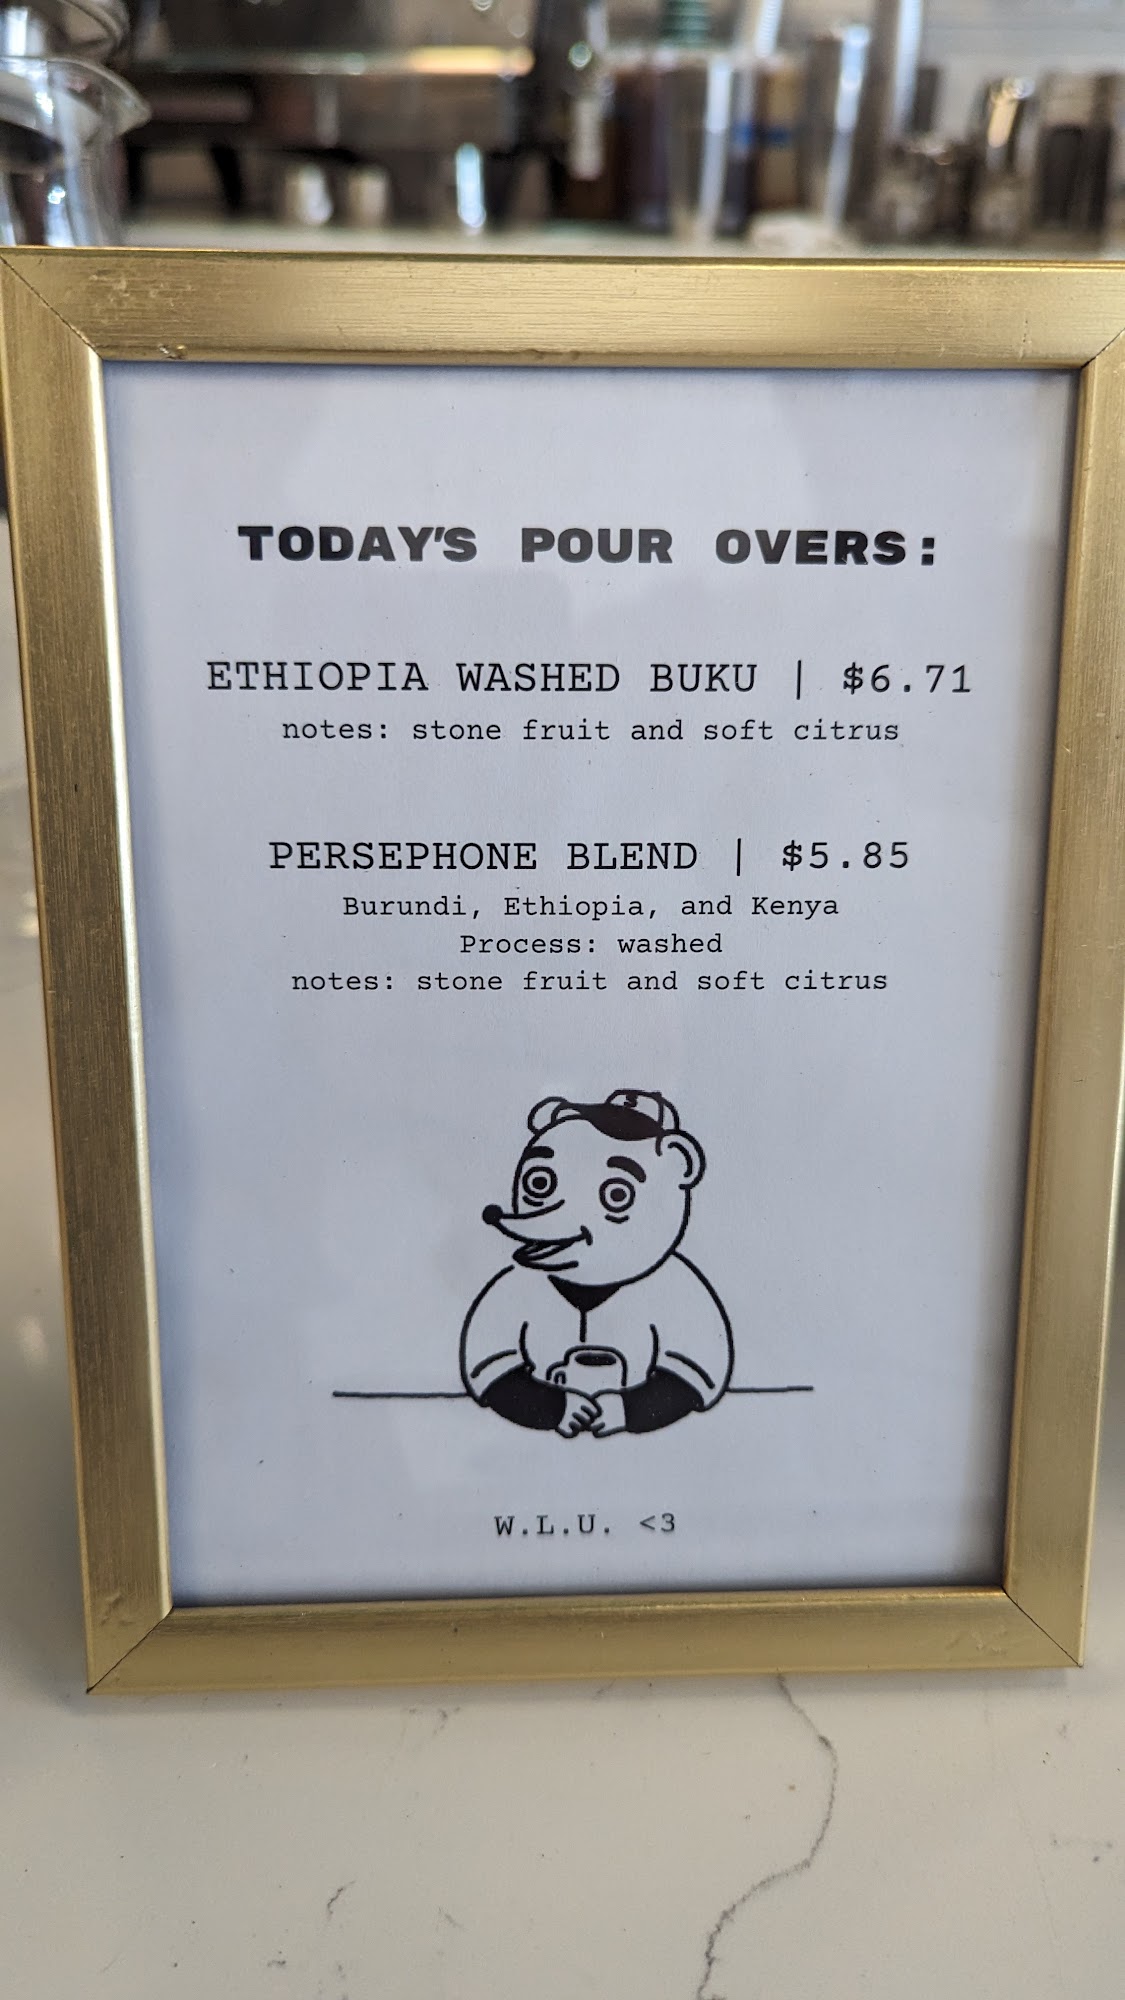 TODAY'S POUR OVERS:
ETHIOPIA WASHED BUKU | $6.71
notes: stone fruit and soft citrus
PERSEPHONE BLEND | $5.85
Burundi, Ethiopia, and Kenya
Process: washed
notes: stone fruit and soft citrus
S
W.L.U. <3